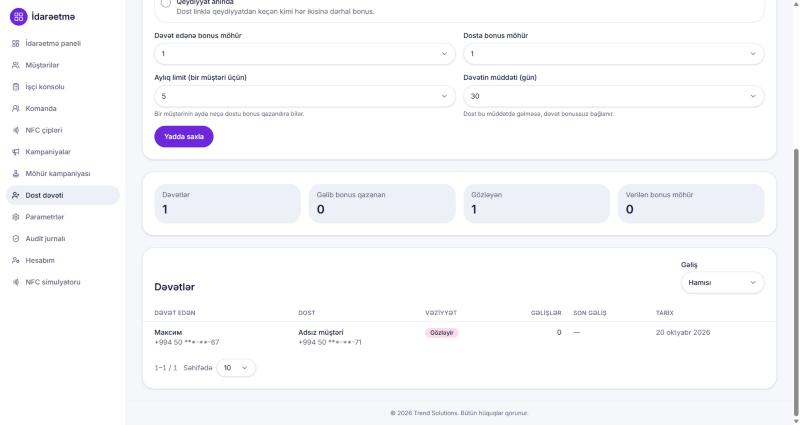 İdarəetmə
İdarəetmə paneli
Müştərilər
İşçi konsolu
Komanda
NFC çipləri
Kampaniyalar
Möhür kampaniyası
Dost dəvəti
Parametrlər
Audit jurnalı
Hesabım
NFC simulyatoru
Qeydiyyat anında
Dost linklə qeydiyyatdan keçən kimi hər ikisinə dərhal bonus.
Dəvət edənə bonus möhür
Dosta bonus möhür
1
1
Aylıq limit (bir müştəri üçün)
Dəvətin müddəti (gün)
5
30
Bir müştərinin ayda neçə dostu bonus qazandıra bilər.
Dost bu müddətdə gəlməsə, dəvət bonussuz bağlanır.
Yadda saxla
Dəvətlər
Gəlib bonus qazanan
Gözləyən
Verilən bonus möhür
1
0
1
0
Gəliş
Dəvətlər
Hamısı
DƏVƏT EDƏN
DOST
VƏZİYYƏT
GƏLİŞLƏR
SON GƏLİŞ
TARİX
Максим
Adsız müştəri
Gözləyir
0
—
20 oktyabr 2026
+994 50 ***-**-67
+994 50 ***-**-71
1–1 / 1
Səhifədə
10
© 2026 Trend Solutions. Bütün hüquqlar qorunur.